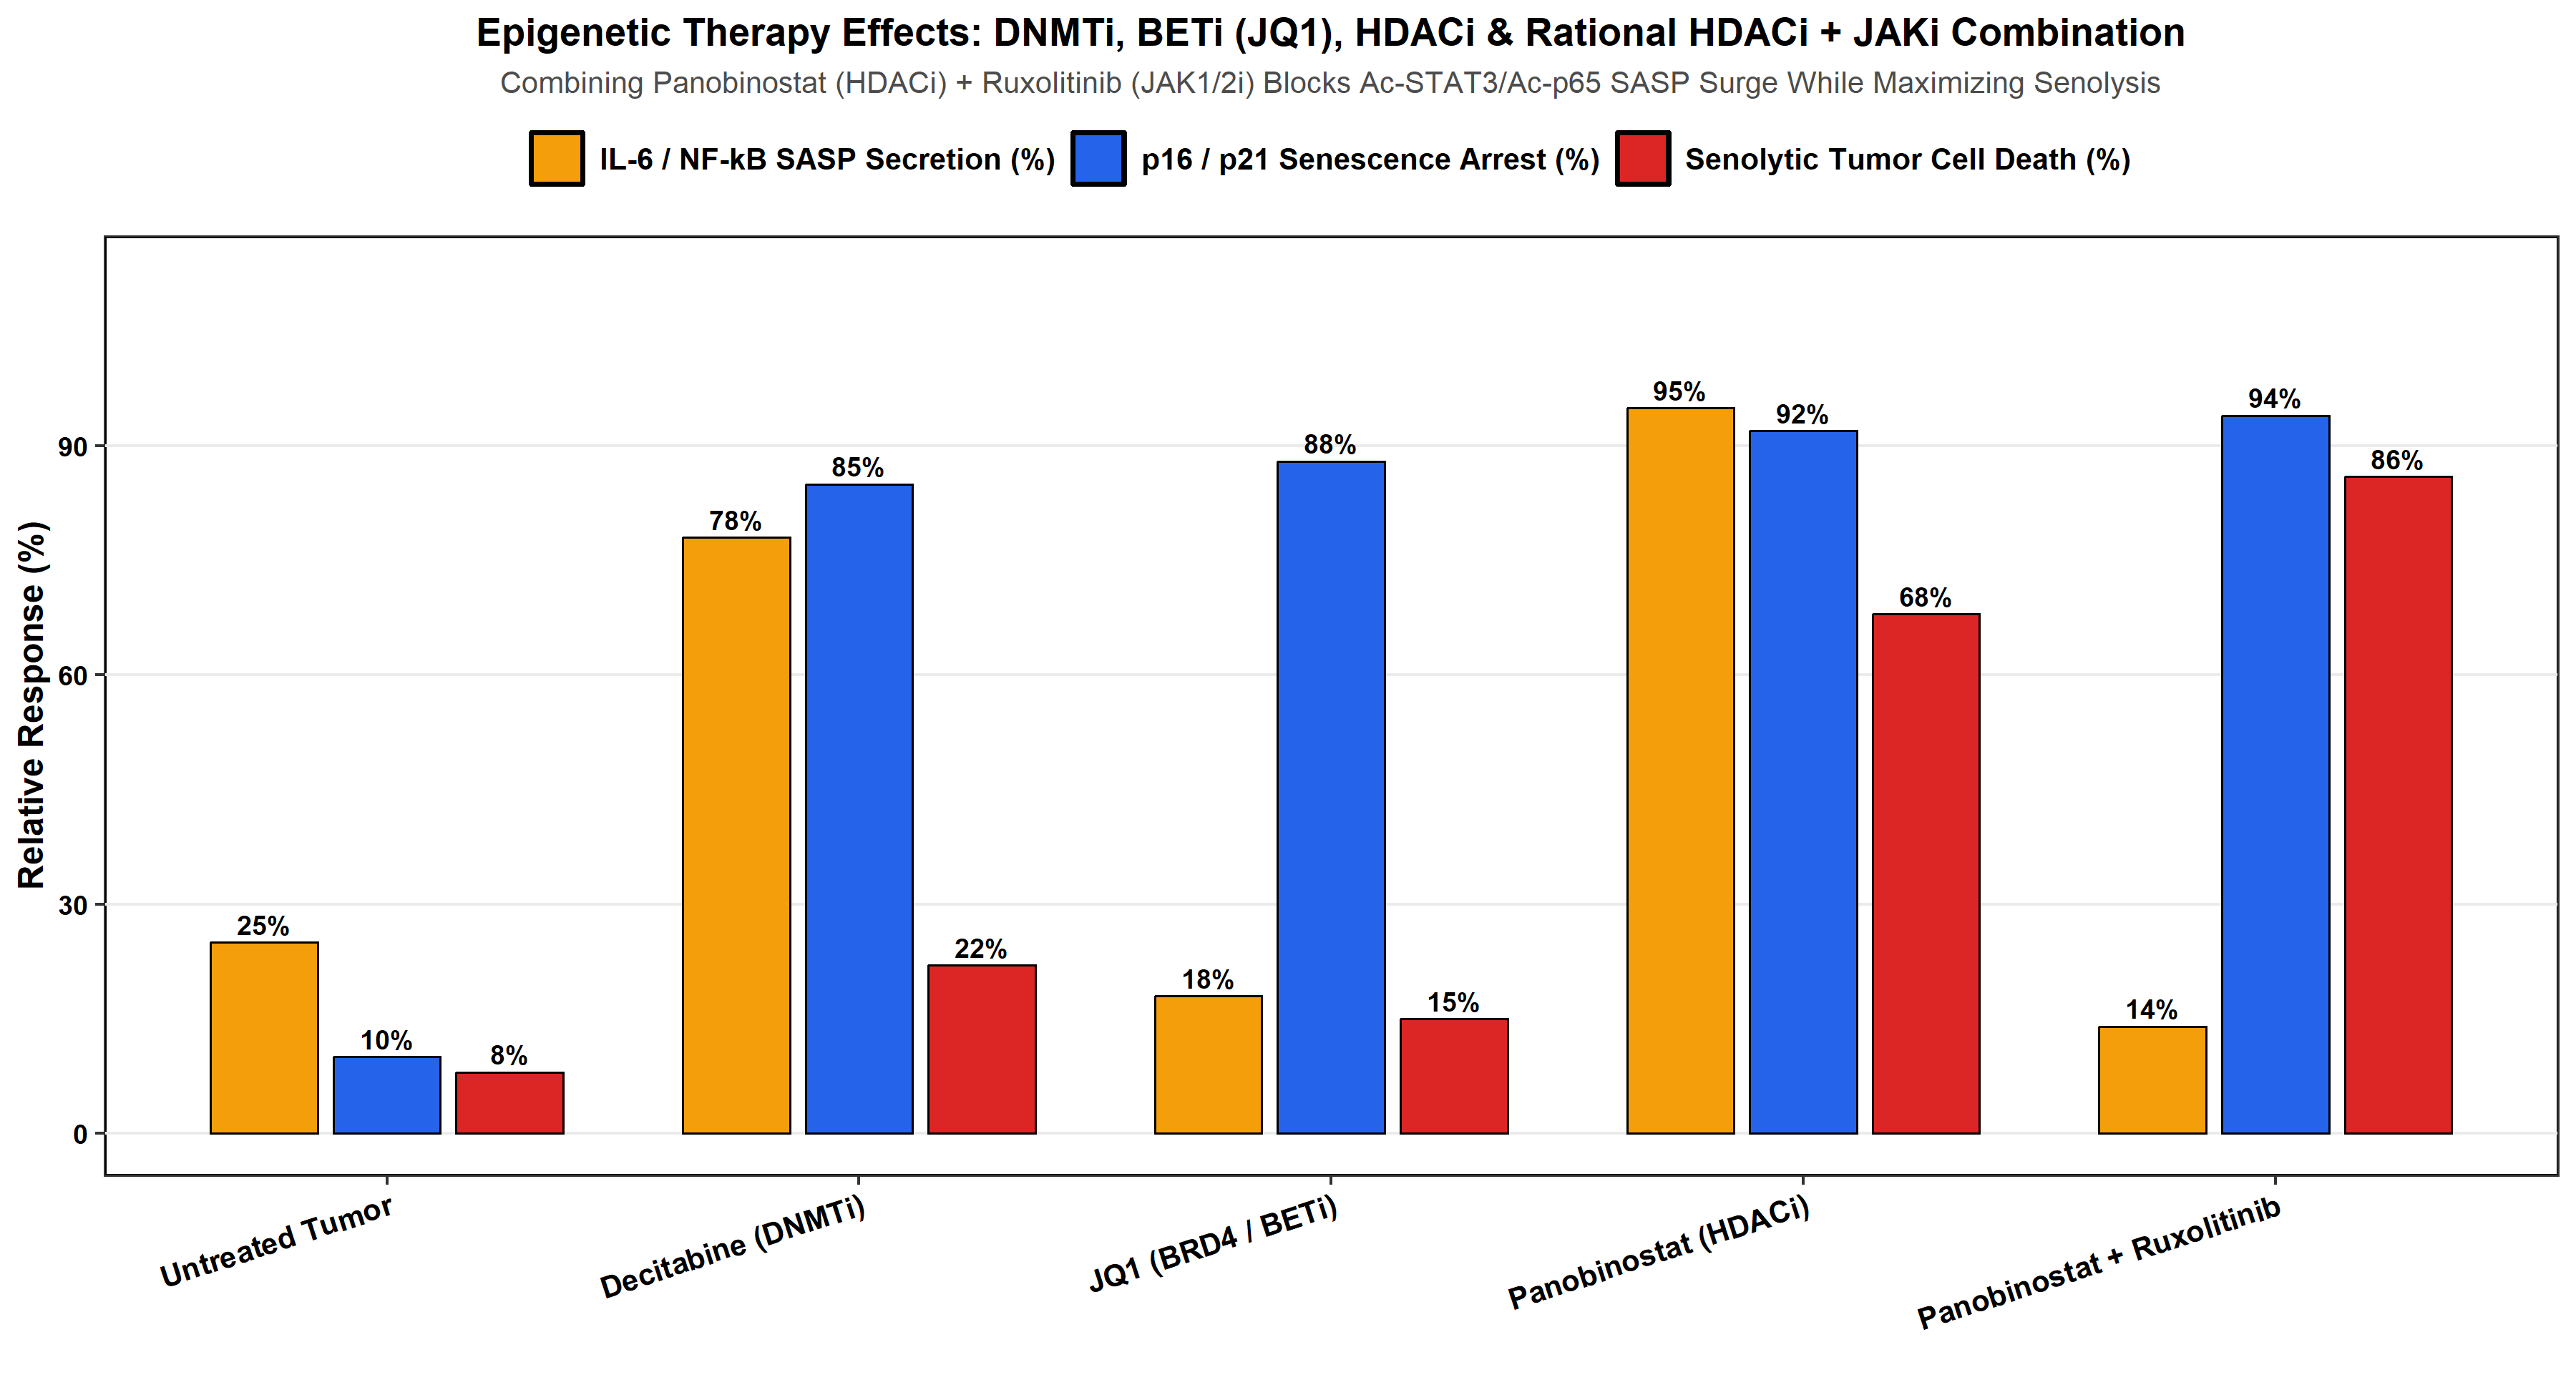 Epigenetic Therapy Effects: DNMTi, BETi (JQ1), HDACi & Rational HDACi + JAKi Combination
Combining Panobinostat (HDACi) + Ruxolitinib (JAK1/2i) Blocks Ac-STAT3/Ac-p65 SASP Surge While Maximizing Senolysis
IL-6 / NF-kB SASP Secretion (%)
p16 / p21 Senescence Arrest (%)
Senolytic Tumor Cell Death (%)
Relative Response (%)
90
60
30
0
25%
10%
8%
78%
85%
22%
18%
88%
15%
95%
92%
68%
14%
94%
86%
Untreated Tumor
Decitabine (DNMTi)
JQ1 (BRD4 / BETi)
Panobinostat (HDACi)
Panobinostat + Ruxolitinib